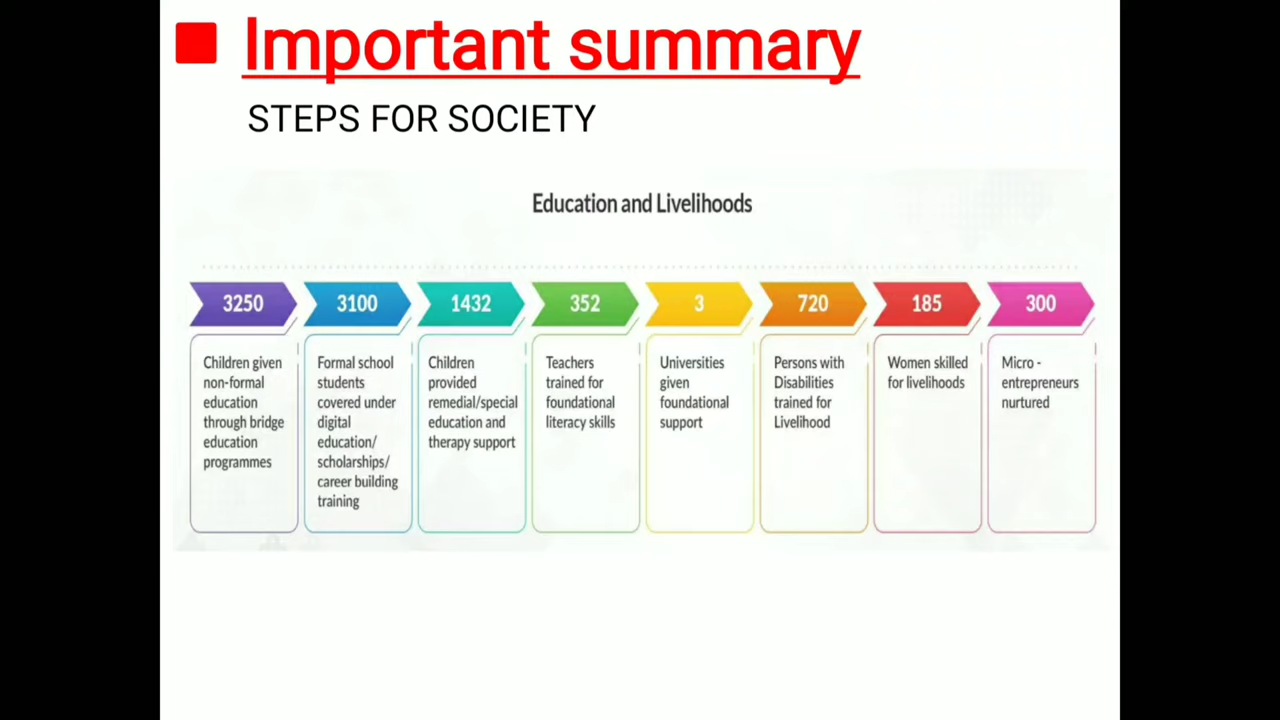 Important summary
STEPS FOR SOCIETY
Education and Livelihoods
3250
Children given
non-formal
education
through bridge
education
programmes
3100
Formal school
students
covered under
digital
education/
scholarships/
career building
training
1432
Children
provided
remedial/special
education and
therapy support
352
Teachers
trained for
foundational
literacy skills
3
Universities
given
foundational
support
720
Persons with
Disabilities
trained for
Livelihood
185
Women skilled
for livelihoods
300
Micro -
entrepreneurs
nurtured